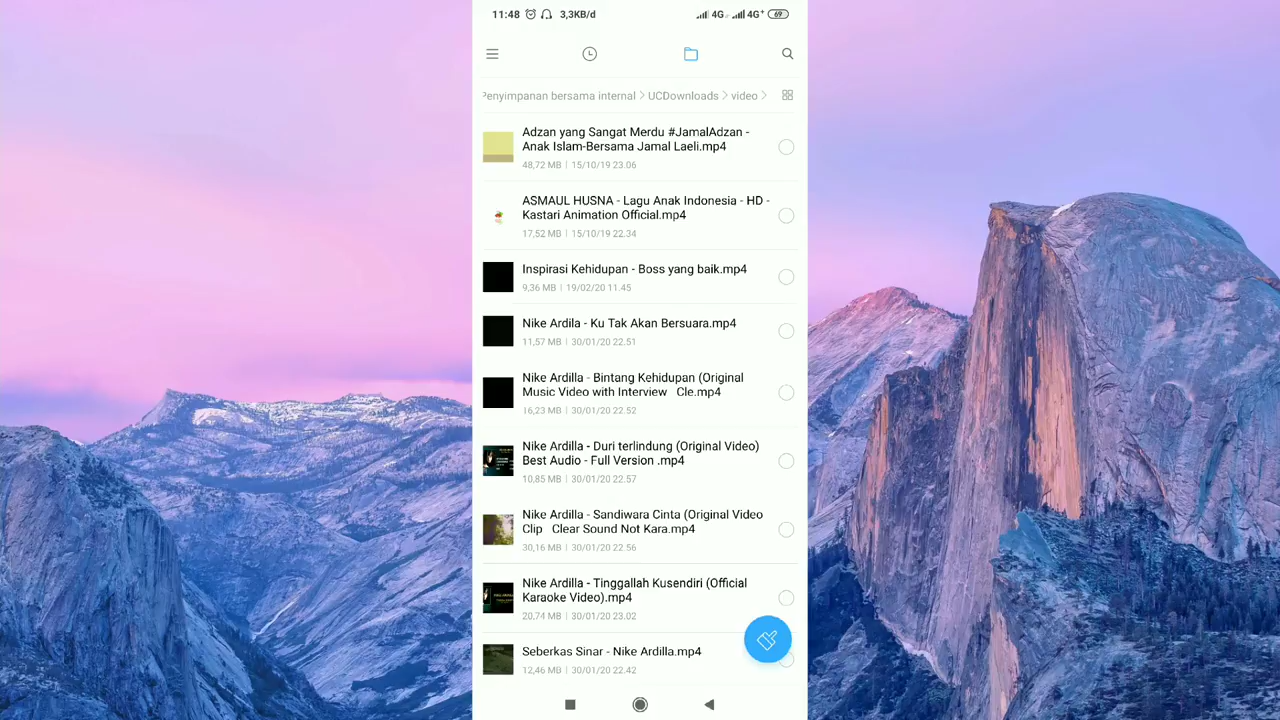 11:48 3,3KB/d 4G 4G+ 69
Penyimpanan bersama internal > UCDownloads > video >
Adzan yang Sangat Merdu #JamalAdzan -
Anak Islam-Bersama Jamal Laeli.mp4
48,72 MB | 15/10/19 23.06
ASMAUL HUSNA - Lagu Anak Indonesia - HD -
Kastari Animation Official.mp4
17,52 MB | 15/10/19 22.34
Inspirasi Kehidupan - Boss yang baik.mp4
9,36 MB | 19/02/20 11.45
Nike Ardila - Ku Tak Akan Bersuara.mp4
11,57 MB | 30/01/20 22.51
Nike Ardilla - Bintang Kehidupan (Original
Music Video with Interview Cle.mp4
16,23 MB | 30/01/20 22.52
Nike Ardilla - Duri terlindung (Original Video)
Best Audio - Full Version .mp4
10,85 MB | 30/01/20 22.57
Nike Ardilla - Sandiwara Cinta (Original Video
Clip Clear Sound Not Kara.mp4
30,16 MB | 30/01/20 22.56
Nike Ardilla - Tinggallah Kusendiri (Official
Karaoke Video).mp4
20,74 MB | 30/01/20 23.02
Seberkas Sinar - Nike Ardilla.mp4
12,46 MB | 30/01/20 22.42